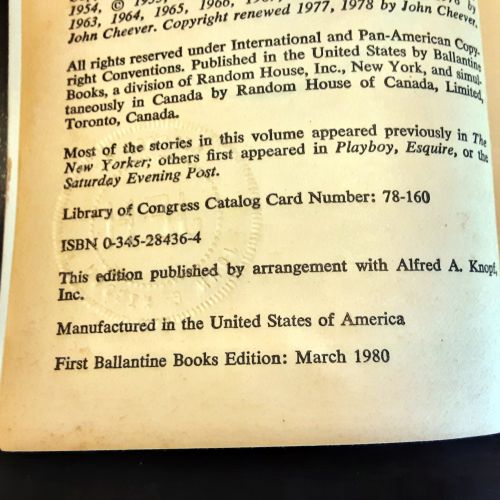 1954, ©
1963, 1964, 1965, 1966, by
John Cheever. Copyright renewed 1977, 1978 by John Cheever.
All rights reserved under International and Pan-American Copy-
right Conventions. Published in the United States by Ballantine
Books, a division of Random House, Inc., New York, and simul-
taneously in Canada by Random House of Canada, Limited,
Toronto, Canada.
Most of the stories in this volume appeared previously in The
New Yorker; others first appeared in Playboy, Esquire, or the
Saturday Evening Post.
Library of Congress Catalog Card Number: 78-160
ISBN 0-345-28436-4
This edition published by arrangement with Alfred A. Knopf,
Inc.
Manufactured in the United States of America
First Ballantine Books Edition: March 1980